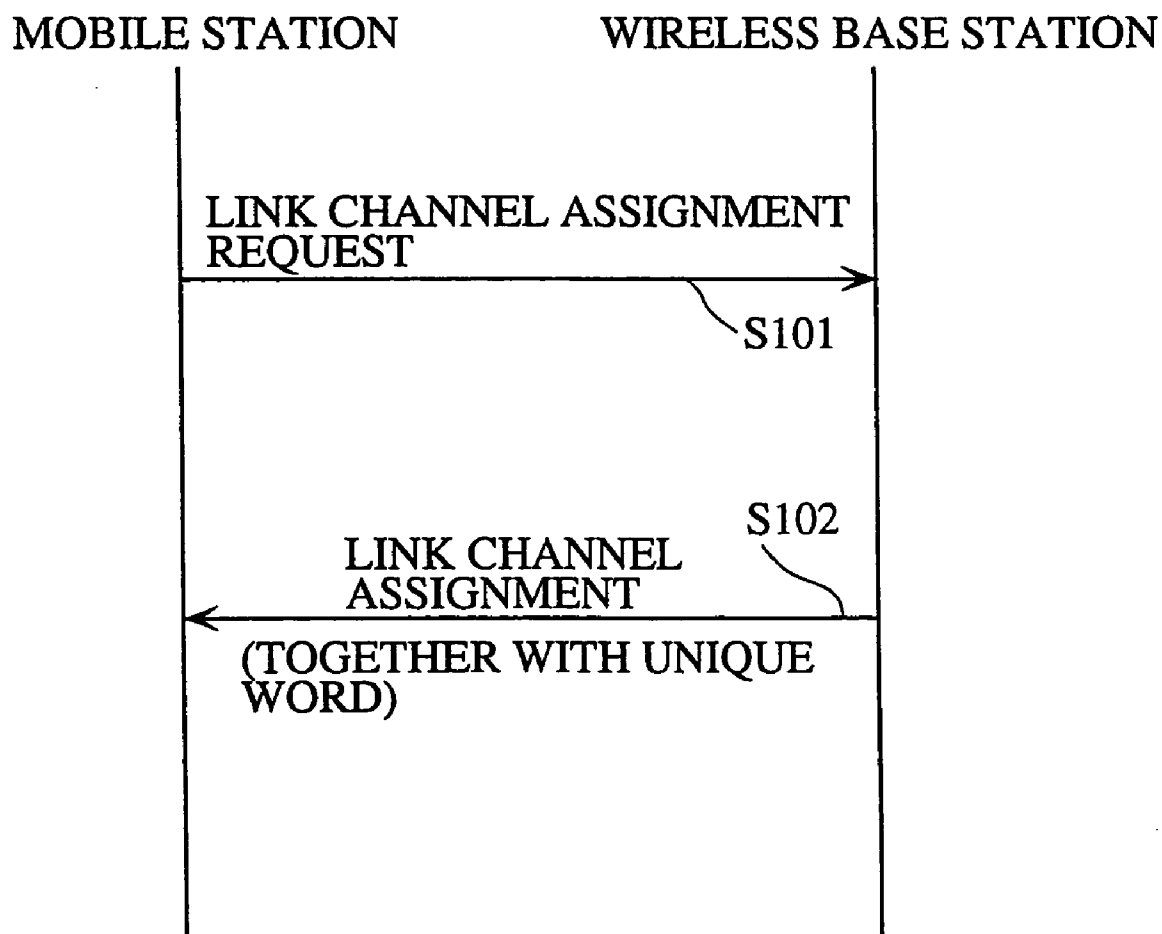 MOBILE STATION
WIRELESS BASE STATION
LINK CHANNEL ASSIGNMENT
REQUEST
S101
S102
LINK CHANNEL
ASSIGNMENT
(TOGETHER WITH UNIQUE
WORD)